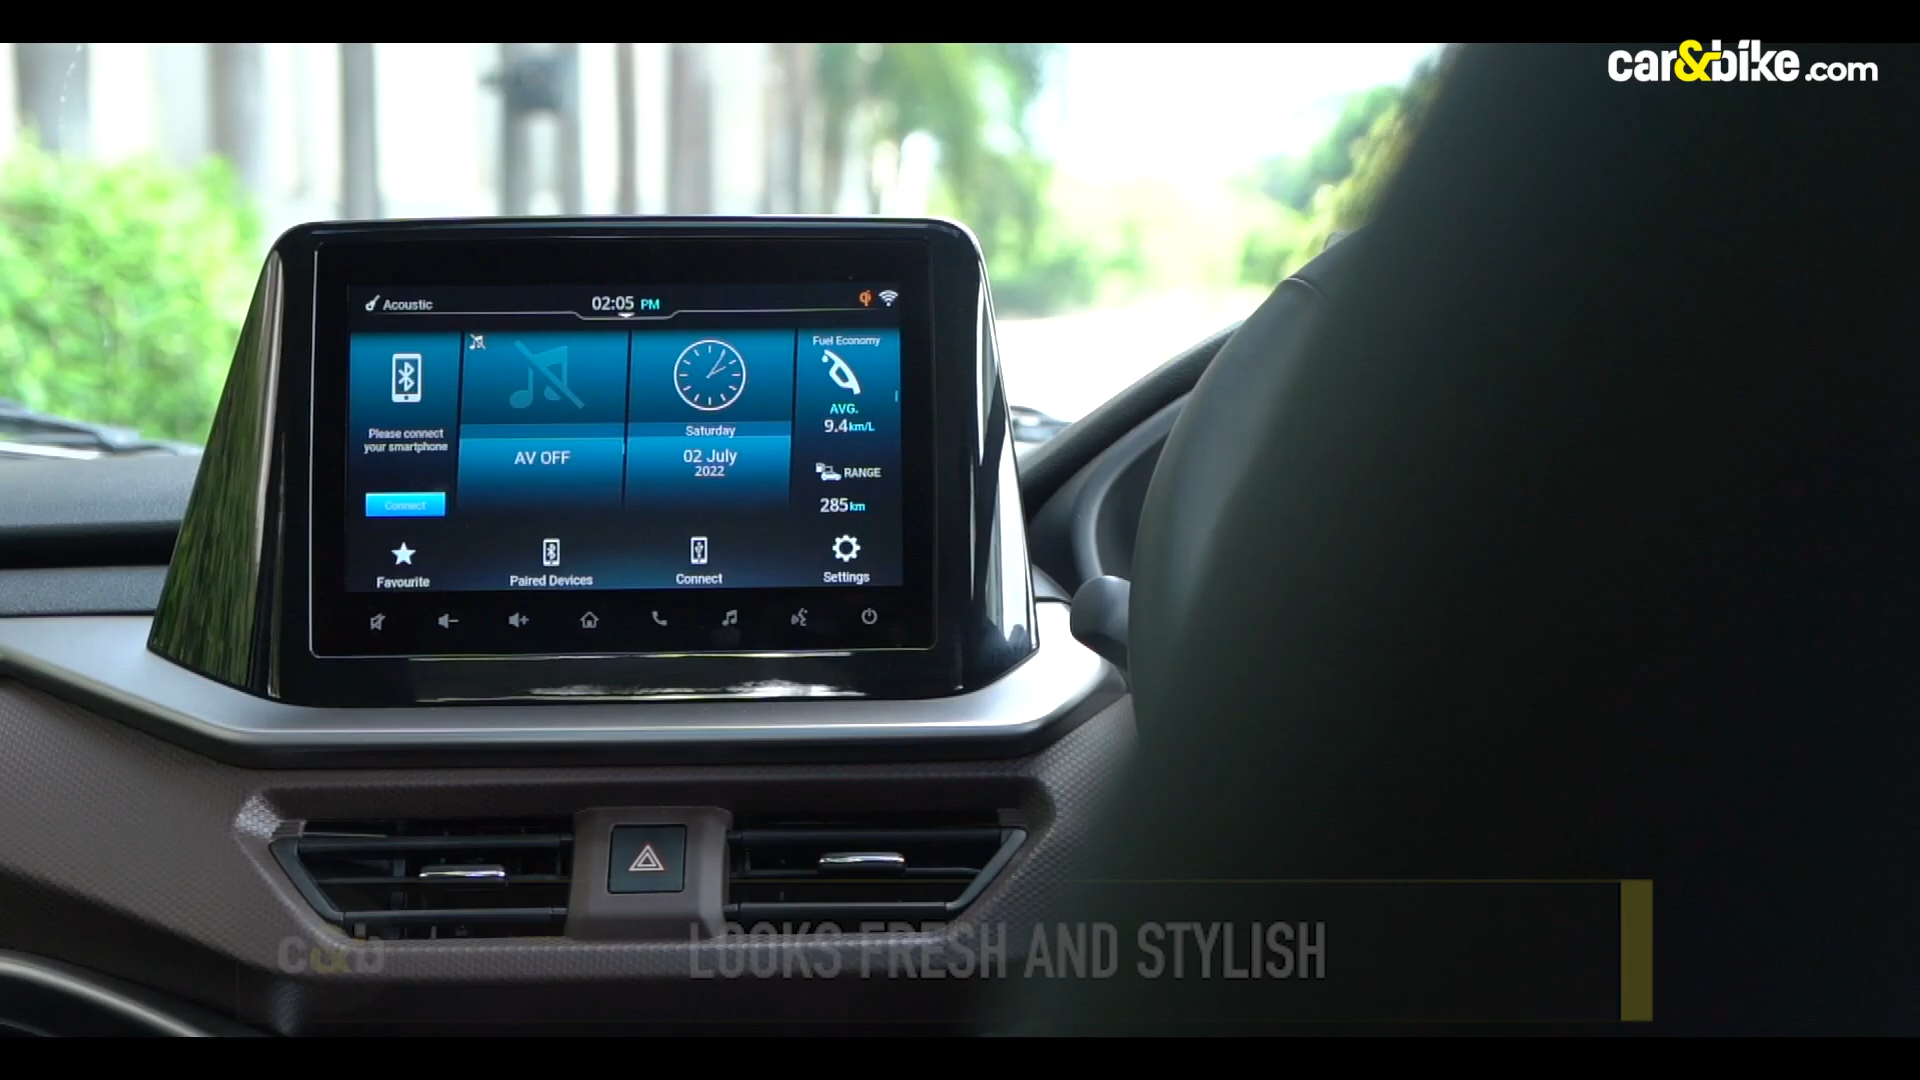 car&bike.com
Acoustic
02:05 PM
Fuel Economy
AVG.
9.4km/L
Please connect
your smartphone
Saturday
AV OFF
02 July
2022
RANGE
285km
Connect
Favourite
Paired Devices
Connect
Settings
c&b
LOOKS FRESH AND STYLISH